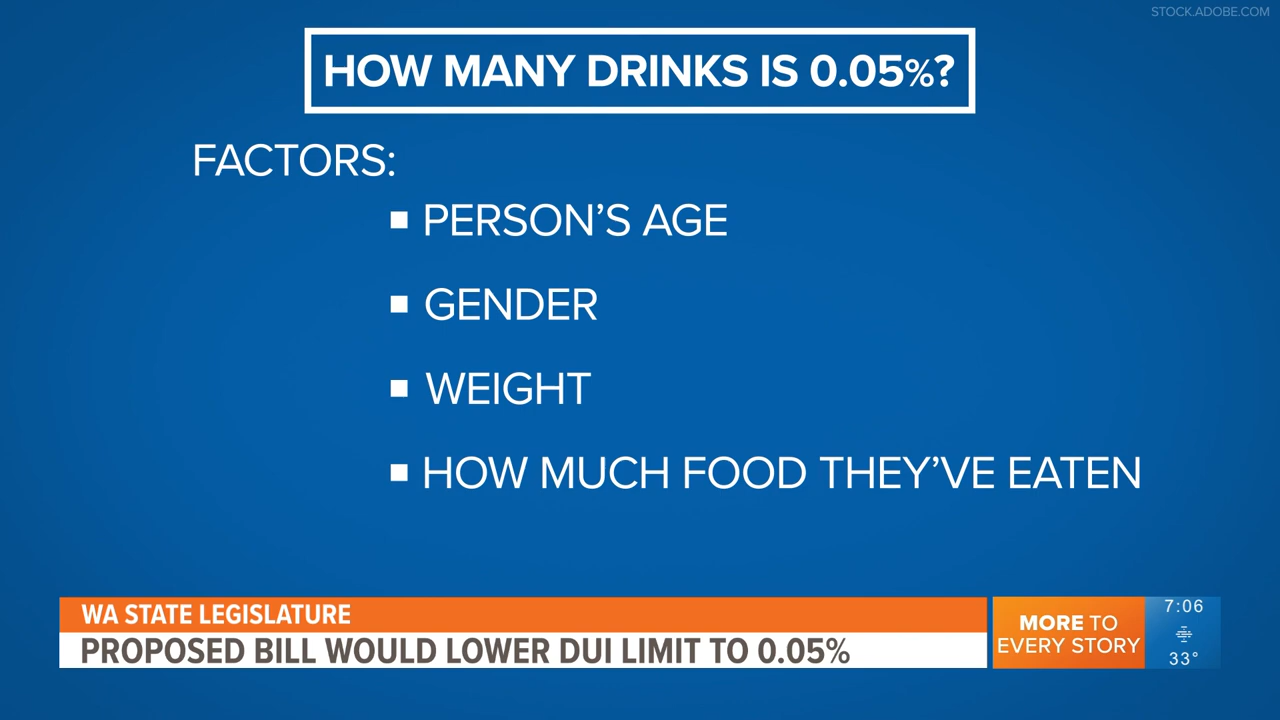 STOCK.ADOBE.COM
HOW MANY DRINKS IS 0.05%?
FACTORS:
▪ PERSON’S AGE
▪ GENDER
▪ WEIGHT
▪ HOW MUCH FOOD THEY’VE EATEN
WA STATE LEGISLATURE
PROPOSED BILL WOULD LOWER DUI LIMIT TO 0.05%
MORE TO
EVERY STORY
7:06
33°